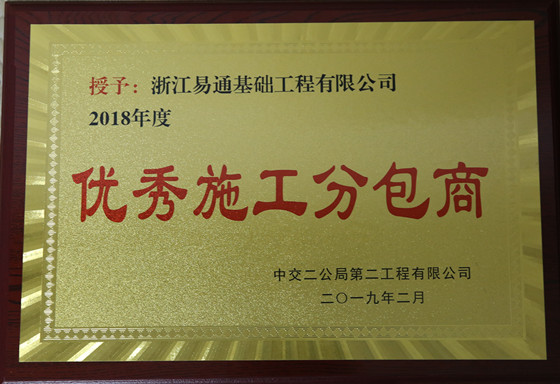 授予：浙江易通基础工程有限公司
2018年度
优秀施工分包商
中交二公局第二工程有限公司
二〇一九年二月